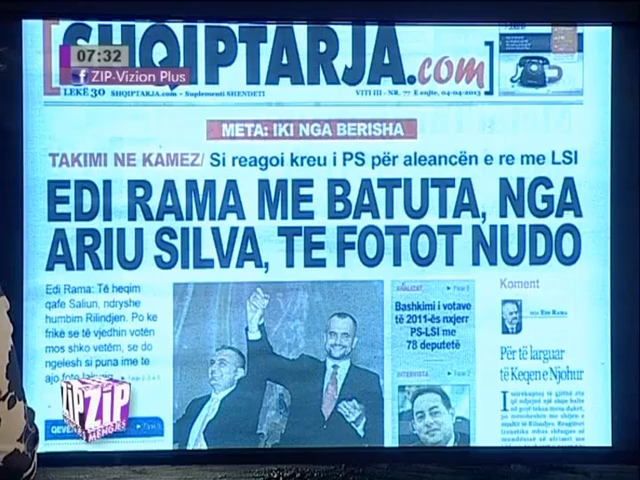 07:32
f ZIP-Vizion Plus
SHQIPTARJA.com
LEKË 30 SHQIPTARJA.com - Suplementi SHENDETI VITI III - NR. 77 E enjte, 04-04-2013
META: IKI NGA BERISHA
TAKIMI NE KAMEZ/ Si reagoi kreu i PS për aleancën e re me LSI
EDI RAMA ME BATUTA, NGA
ARIU SILVA, TE FOTOT NUDO
Edi Rama: Të heqim
qafe Saliun, ndryshe
humbim Rilindjen. Po ke
frikë se të vjedhin votën
mos shko vetëm, se do
ngelesh si puna ime te
ajo foto
ANALIZAT
Bashkimi i votave
të 2011-ës nxjerr
PS-LSI me
78 deputetë
INTERVISTA
Koment
NGA EDI RAMA
Për të larguar
të Keqen e Njohur
ZIP ZIP
MENGJES